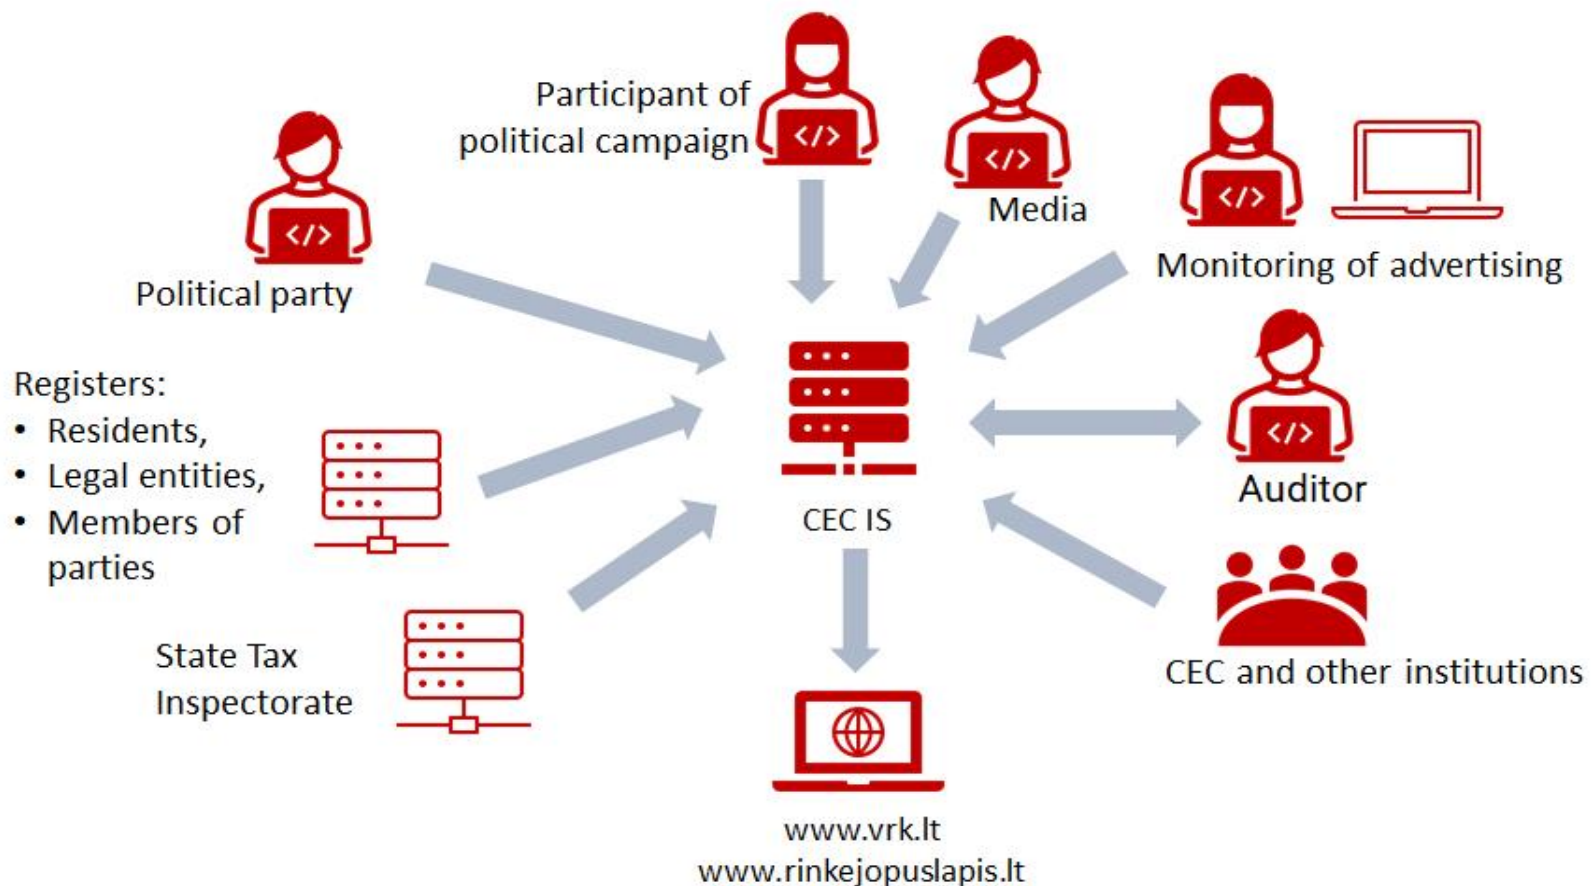 Participant of
political campaign
</>
</>
Media
</>
Monitoring of advertising
</>
Political party
Registers:
• Residents,
• Legal entities,
• Members of
parties
CEC IS
</>
Auditor
State Tax
Inspectorate
CEC and other institutions
www.vrk.lt
www.rinkejopuslapis.lt